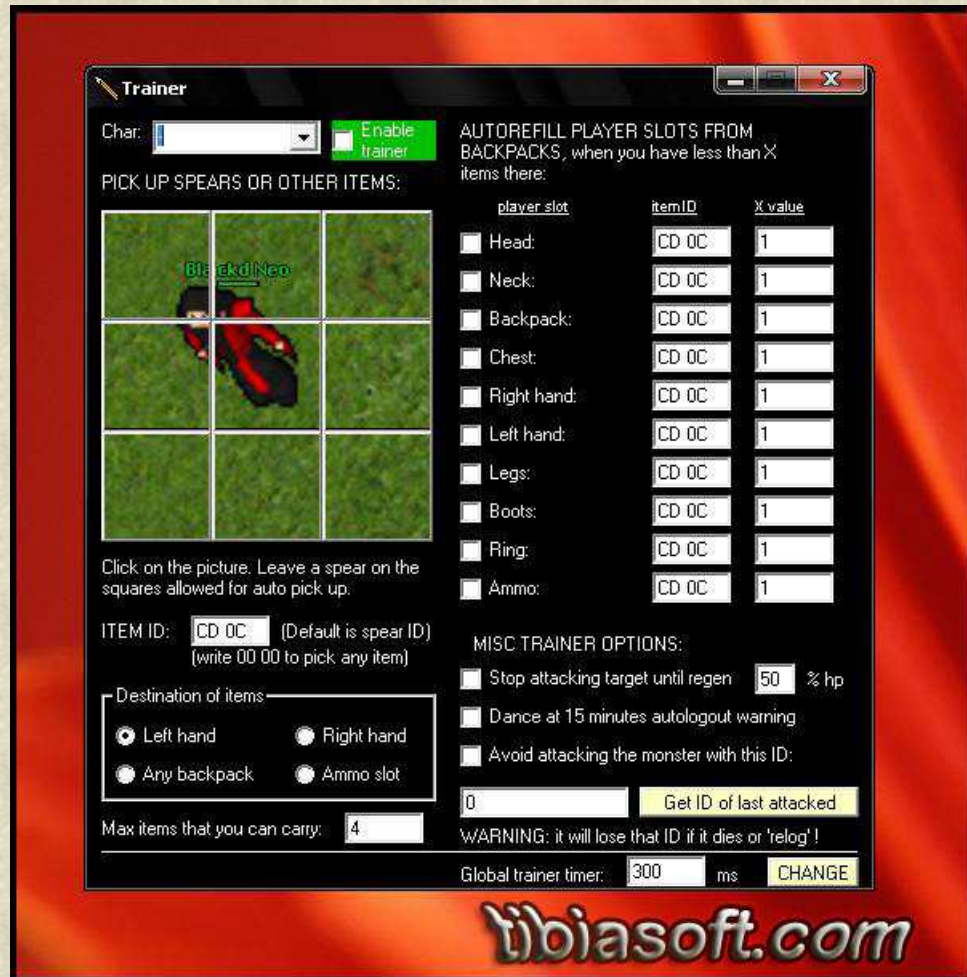 Trainer
Char:
Enable
trainer
PICK UP SPEARS OR OTHER ITEMS:
Blackd Neo
Click on the picture. Leave a spear on the
squares allowed for auto pick up.
ITEM ID: CD 0C (Default is spear ID)
(write 00 00 to pick any item)
Destination of items
Left hand Right hand
Any backpack Ammo slot
Max items that you can carry: 4
AUTOREFILL PLAYER SLOTS FROM
BACKPACKS, when you have less than X
items there:
player slot itemID X value
Head: CD 0C 1
Neck: CD 0C 1
Backpack: CD 0C 1
Chest: CD 0C 1
Right hand: CD 0C 1
Left hand: CD 0C 1
Legs: CD 0C 1
Boots: CD 0C 1
Ring: CD 0C 1
Ammo: CD 0C 1
MISC TRAINER OPTIONS:
Stop attacking target until regen 50 % hp
Dance at 15 minutes autologout warning
Avoid attacking the monster with this ID:
0 Get ID of last attacked
WARNING: it will lose that ID if it dies or 'relog' !
Global trainer timer: 300 ms CHANGE
tibiasoft.com